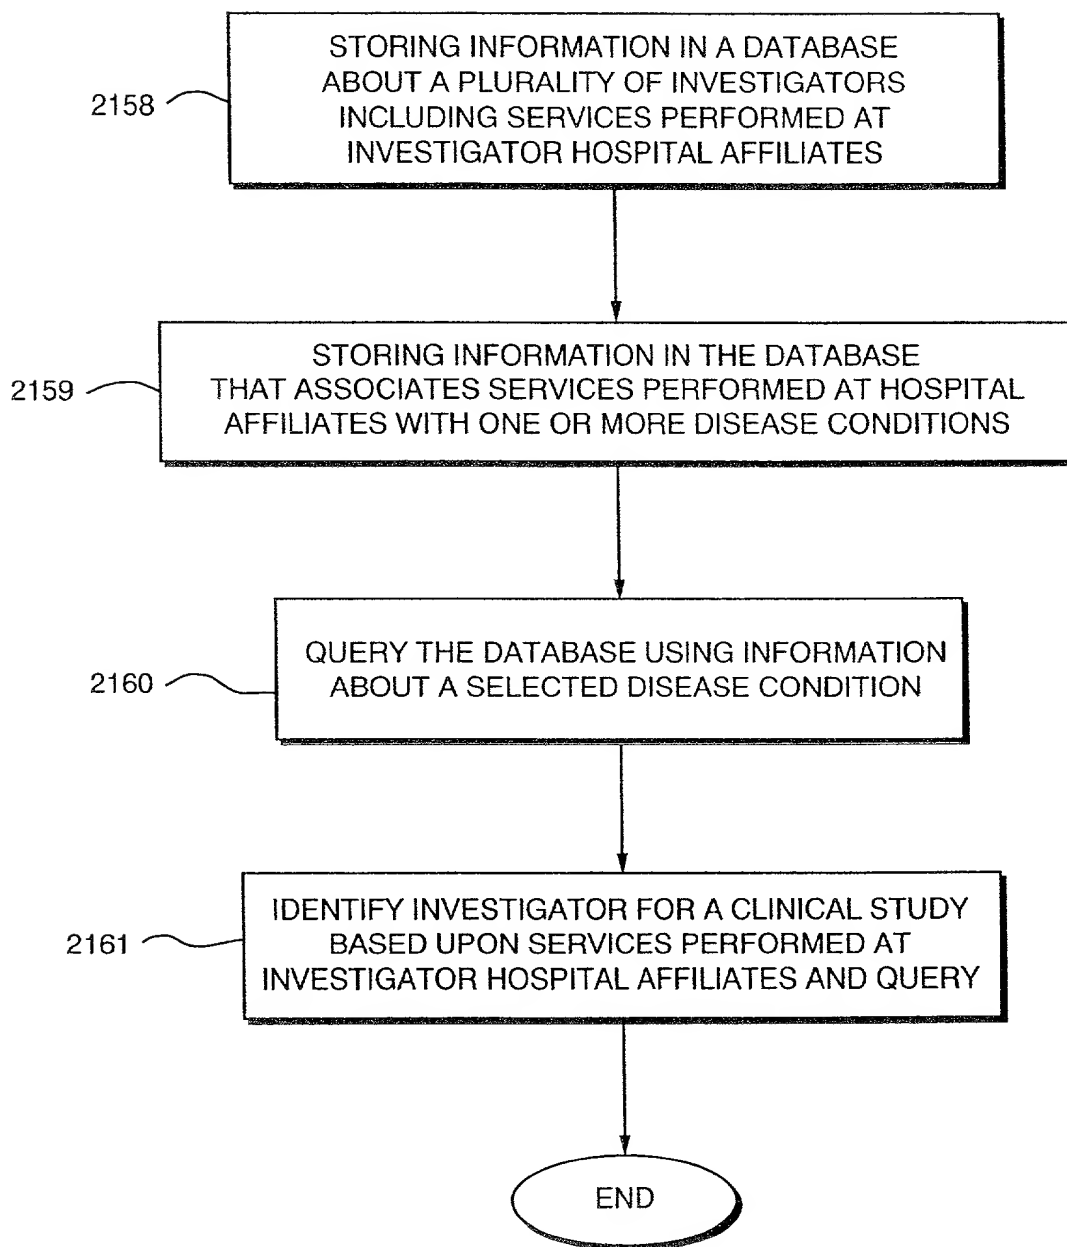 STORING INFORMATION IN A DATABASE
ABOUT A PLURALITY OF INVESTIGATORS
INCLUDING SERVICES PERFORMED AT
INVESTIGATOR HOSPITAL AFFILIATES
2158
STORING INFORMATION IN THE DATABASE
THAT ASSOCIATES SERVICES PERFORMED AT HOSPITAL
AFFILIATES WITH ONE OR MORE DISEASE CONDITIONS
2159
QUERY THE DATABASE USING INFORMATION
ABOUT A SELECTED DISEASE CONDITION
2160
IDENTIFY INVESTIGATOR FOR A CLINICAL STUDY
BASED UPON SERVICES PERFORMED AT
INVESTIGATOR HOSPITAL AFFILIATES AND QUERY
2161
END